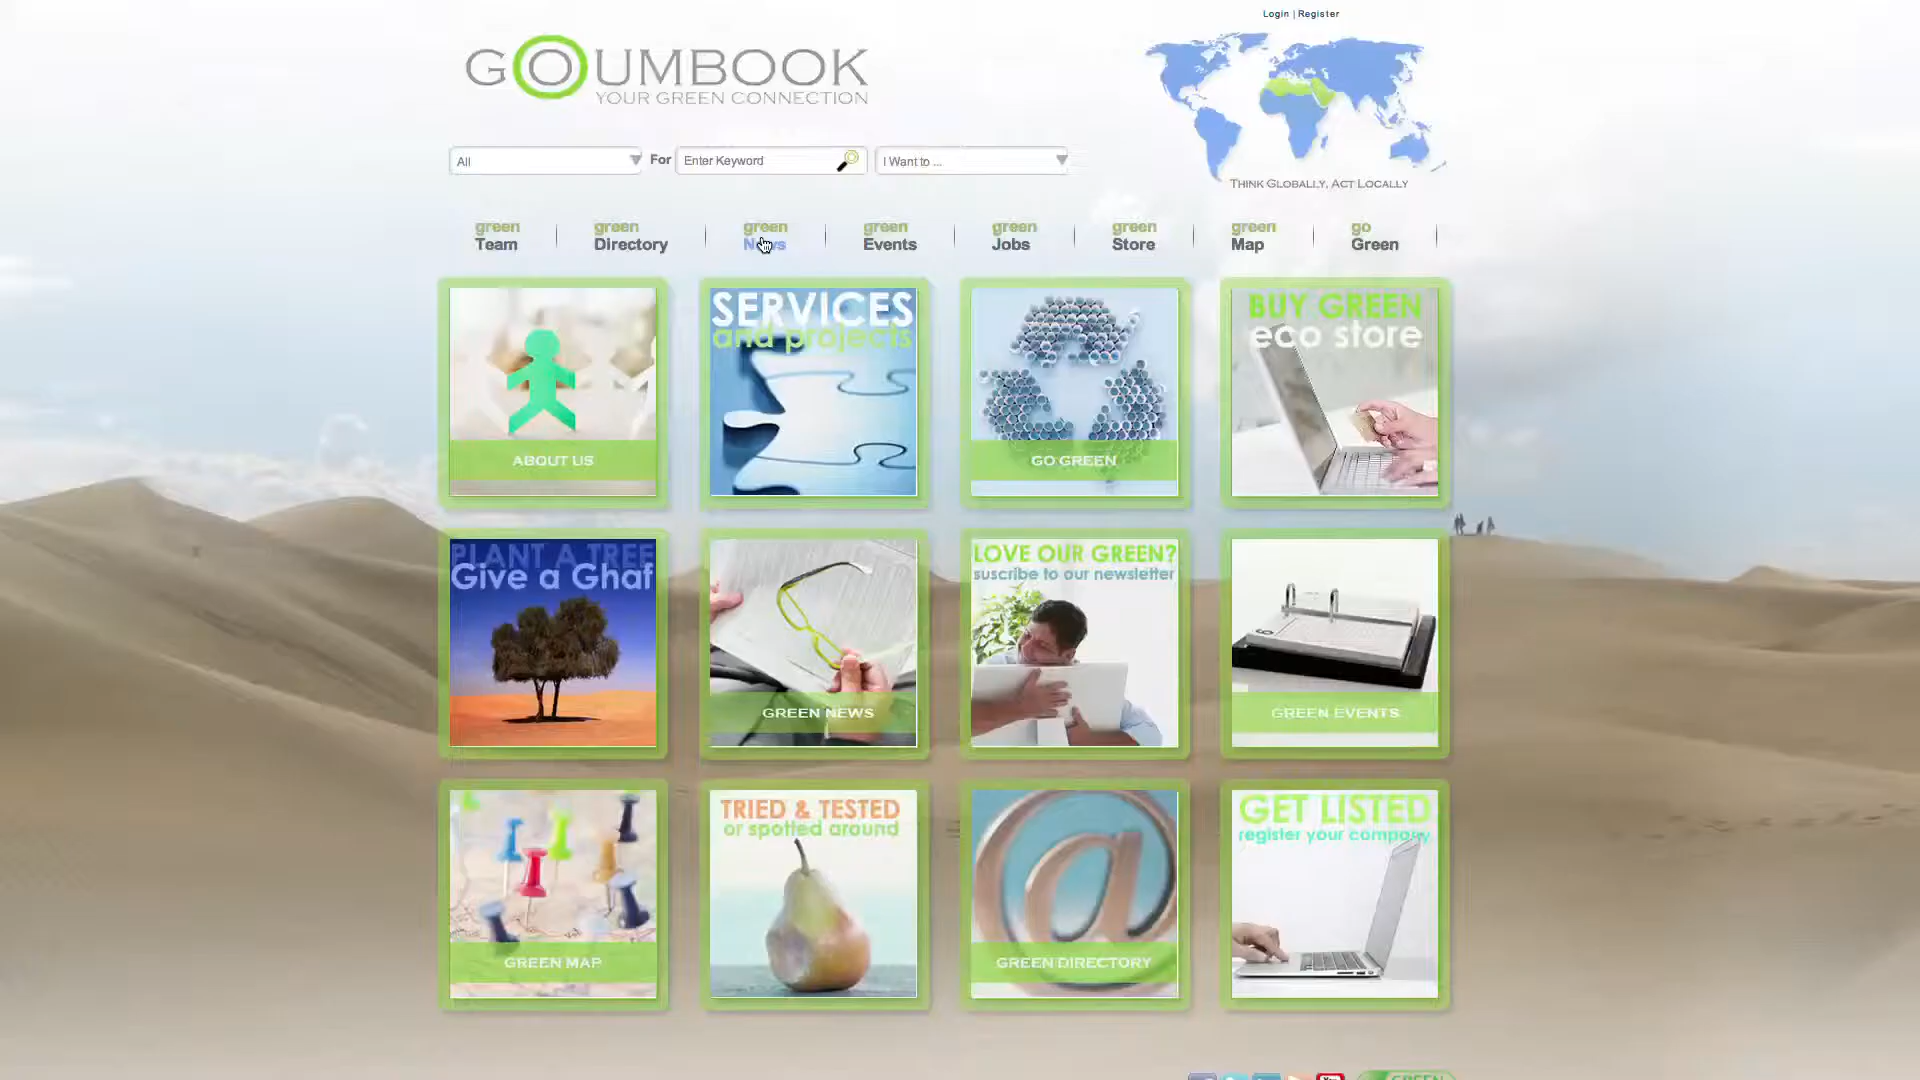 Login | Register
GOUMBOOK
YOUR GREEN CONNECTION
All
For
Enter Keyword
I Want to ...
THINK GLOBALLY, ACT LOCALLY
green Team
green Directory
green News
green Events
green Jobs
green Store
green Map
go Green
ABOUT US
SERVICES
and projects
GO GREEN
BUY GREEN
eco store
PLANT A TREE
Give a Ghaf
GREEN NEWS
LOVE OUR GREEN?
suscribe to our newsletter
GREEN EVENTS
GREEN MAP
TRIED & TESTED
or spotted around
GREEN DIRECTORY
GET LISTED
register your company
GREEN